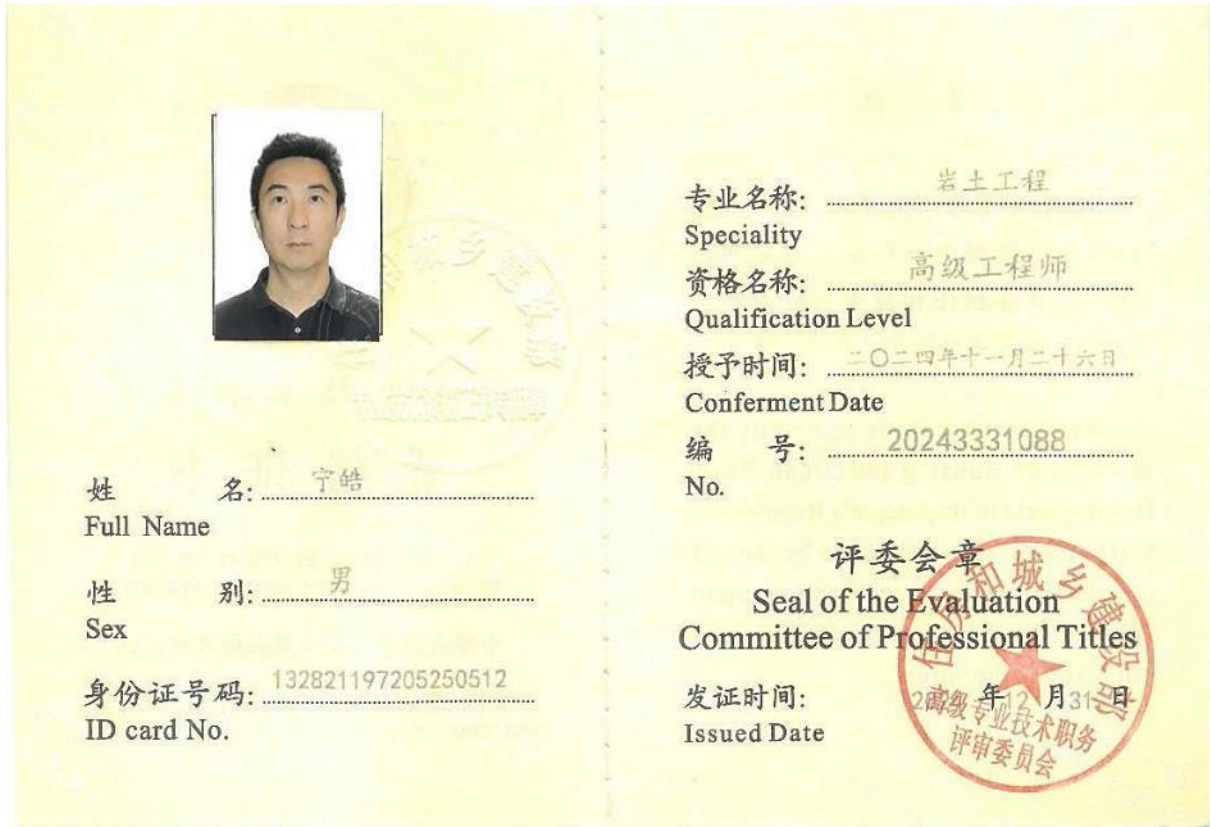 姓 名: 宁皓
Full Name
性 别: 男
Sex
身份证号码: 132821197205250512
ID card No.
专业名称: 岩土工程
Speciality
资格名称: 高级工程师
Qualification Level
授予时间: 二〇二四年十一月二十六日
Conferment Date
编 号: 20243331088
No.
评委会章
Seal of the Evaluation
Committee of Professional Titles
发证时间: 2024 年 12 月 31 日
Issued Date
住房和城乡建设部
高级专业技术职务
评审委员会